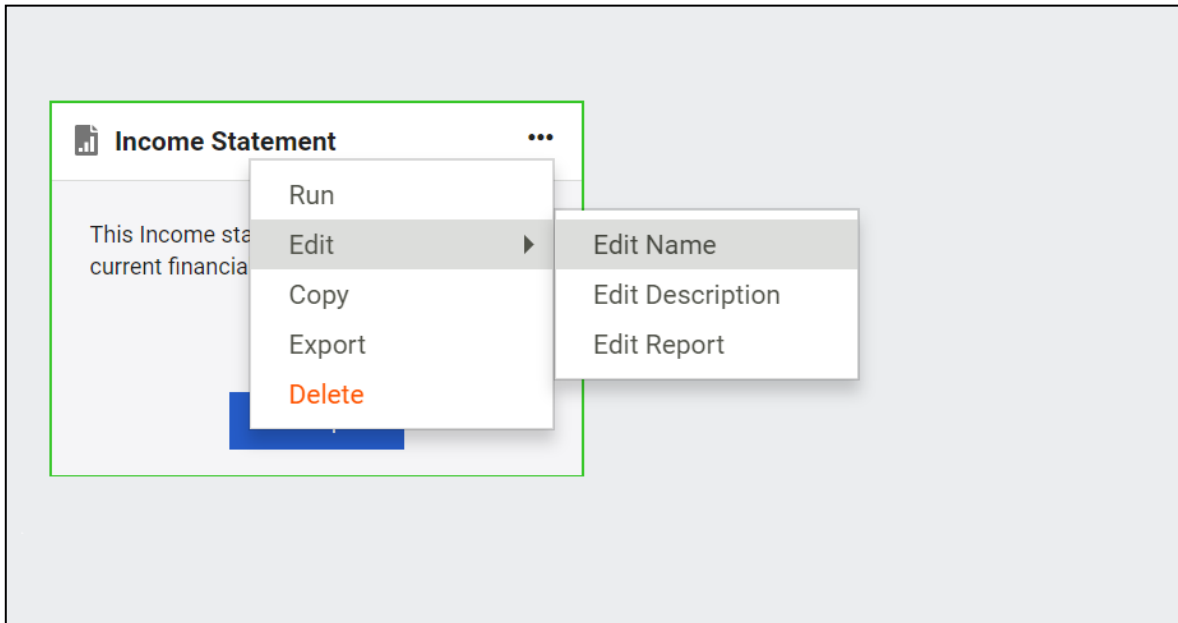 Income Statement
Run
This Income sta
Edit
Edit Name
current financia
Copy
Edit Description
Export
Edit Report
Delete